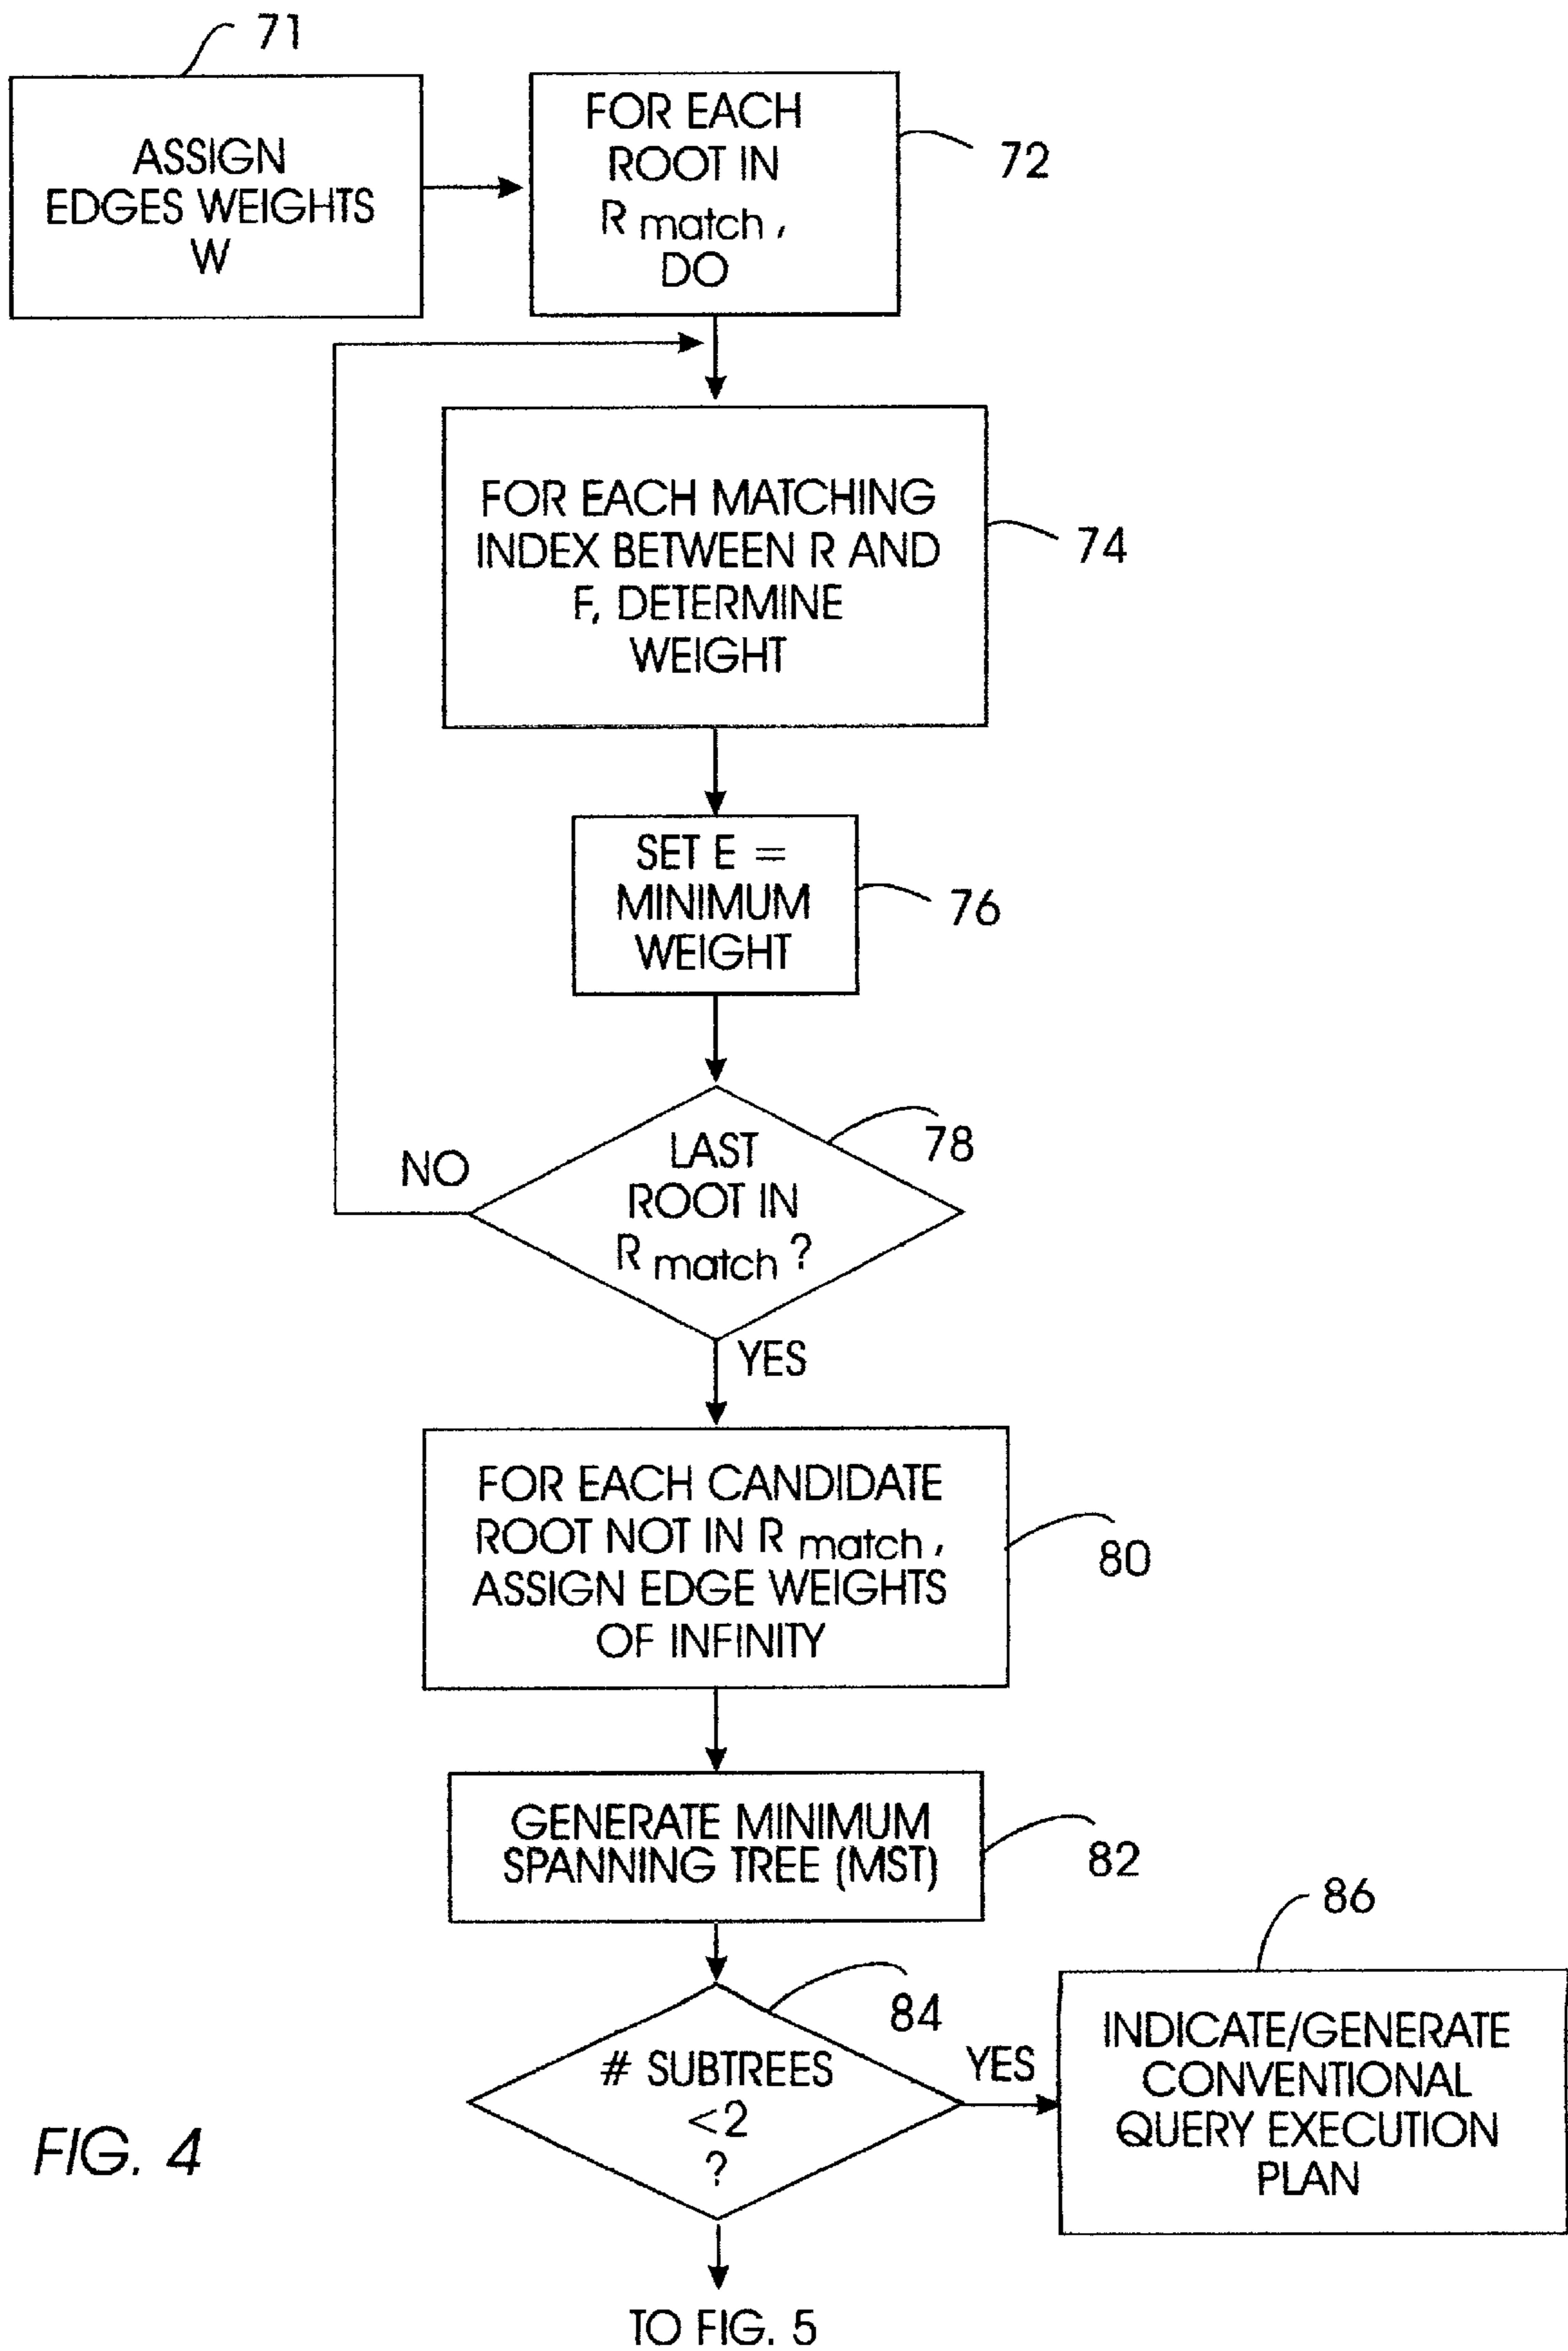 71
ASSIGN
EDGES WEIGHTS
W
FOR EACH
ROOT IN
R match,
DO
72
FOR EACH MATCHING
INDEX BETWEEN R AND
F, DETERMINE
WEIGHT
74
SET E =
MINIMUM
WEIGHT
76
LAST
ROOT IN
R match ?
78
NO
YES
FOR EACH CANDIDATE
ROOT NOT IN R match,
ASSIGN EDGE WEIGHTS
OF INFINITY
80
GENERATE MINIMUM
SPANNING TREE (MST)
82
# SUBTREES
<2
?
84
YES
86
INDICATE/GENERATE
CONVENTIONAL
QUERY EXECUTION
PLAN
FIG. 4
TO FIG. 5